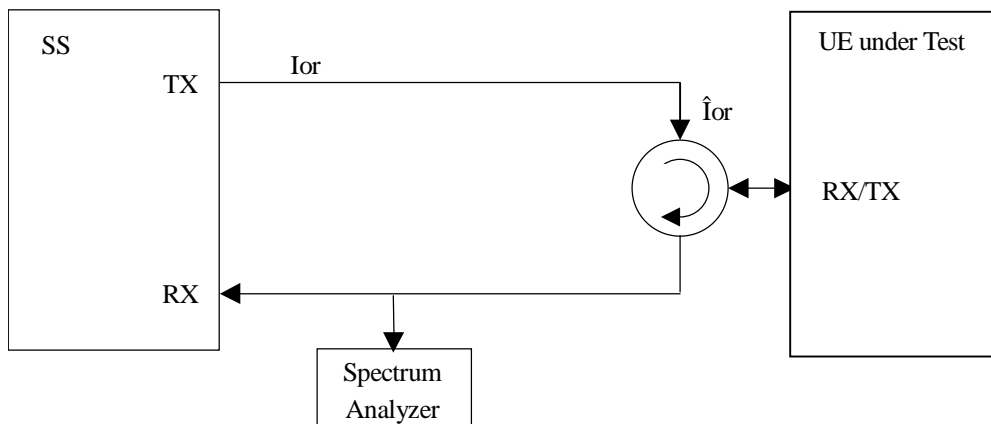 SS
UE under Test
TX
Ior
Îor
RX/TX
RX
Spectrum
Analyzer